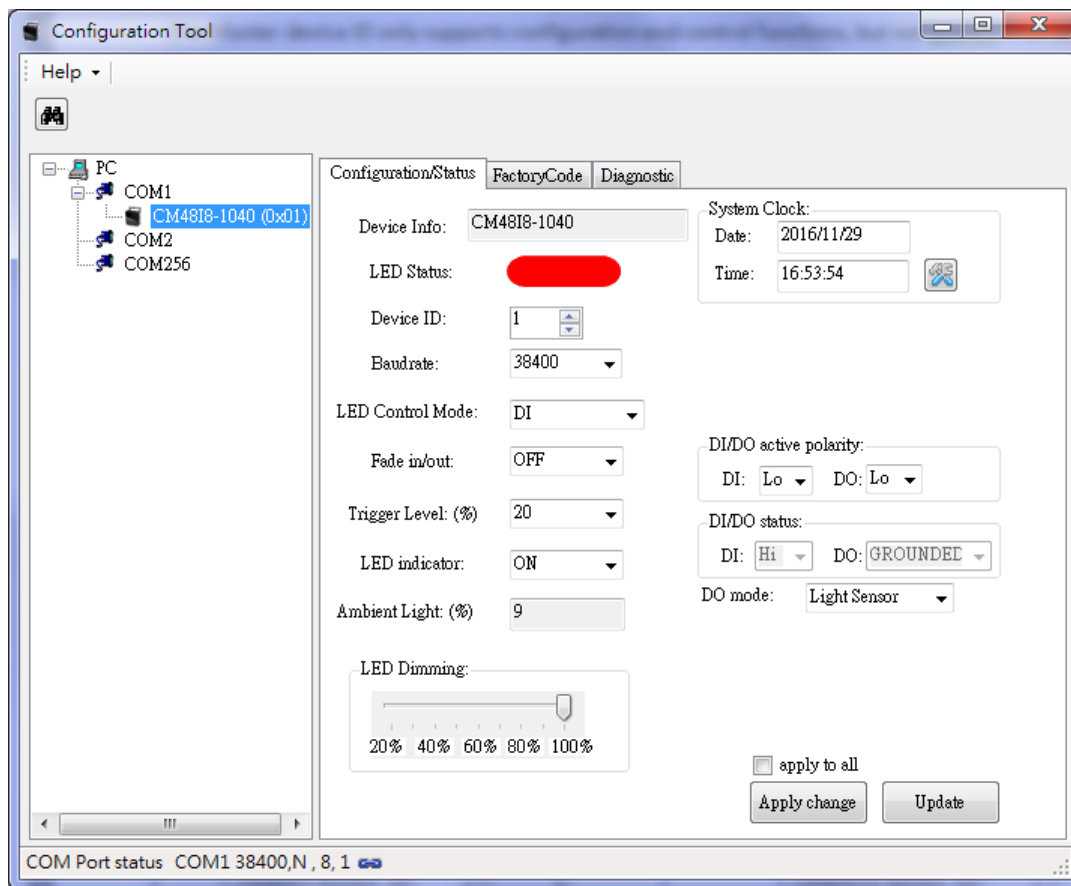 Configuration Tool
Help
PC
COM1
CM48I8-1040 (0x01)
COM2
COM256
Configuration/Status
FactoryCode
Diagnostic
Device Info: CM48I8-1040
LED Status:
Device ID: 1
Baudrate: 38400
LED Control Mode: DI
Fade in/out: OFF
Trigger Level: (%) 20
LED indicator: ON
Ambient Light: (%) 9
LED Dimming:
20% 40% 60% 80% 100%
System Clock:
Date: 2016/11/29
Time: 16:53:54
DI/DO active polarity:
DI: Lo DO: Lo
DI/DO status:
DI: Hi DO: GROUNDED
DO mode: Light Sensor
apply to all
Apply change Update
COM Port status COM1 38400,N , 8, 1